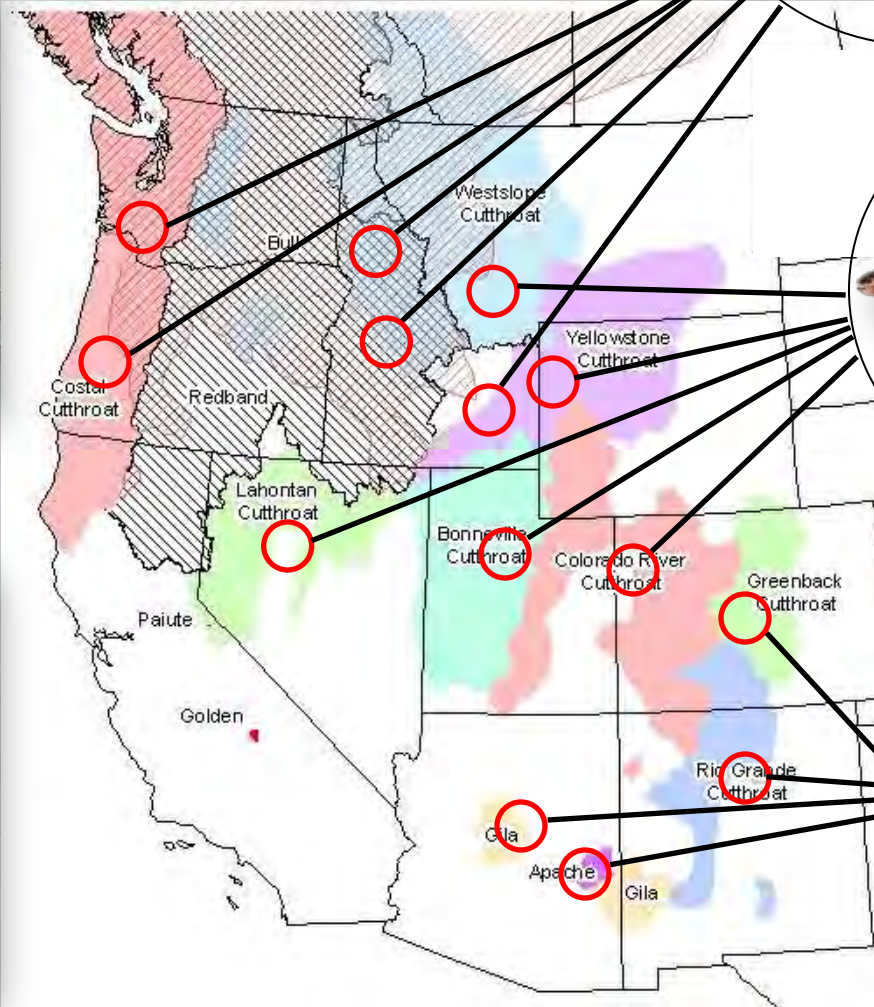 Westslope
Cutthroat
Bull
Yellowstone
Cutthroat
Costal
Cutthroat
Redband
Lahontan
Cutthroat
Bonneville
Cutthroat
Colorado River
Cutthroat
Greenback
Cutthroat
Paiute
Golden
Rio Grande
Cutthroat
Gila
Apache
Gila